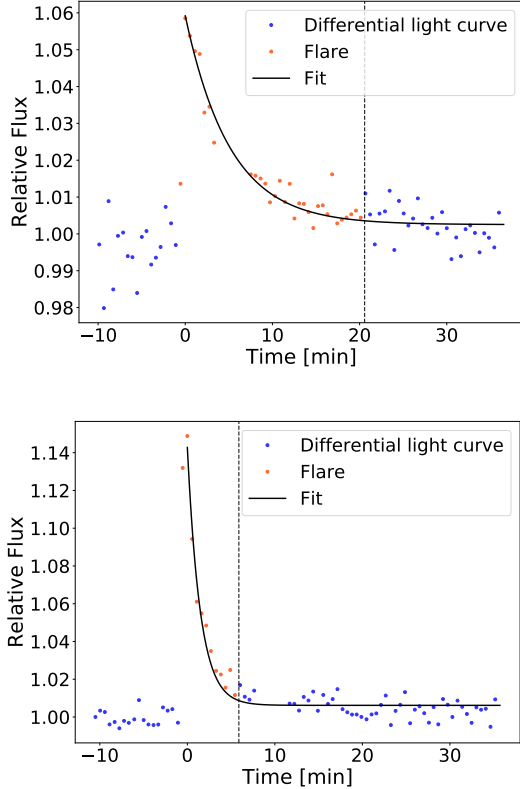 1.06
1.05
1.04
1.03
1.02
1.01
1.00
0.99
0.98
Relative Flux
Differential light curve
Flare
Fit
−10 0 10 20 30
Time [min]
1.14
1.12
1.10
1.08
1.06
1.04
1.02
1.00
Relative Flux
Differential light curve
Flare
Fit
−10 0 10 20 30
Time [min]